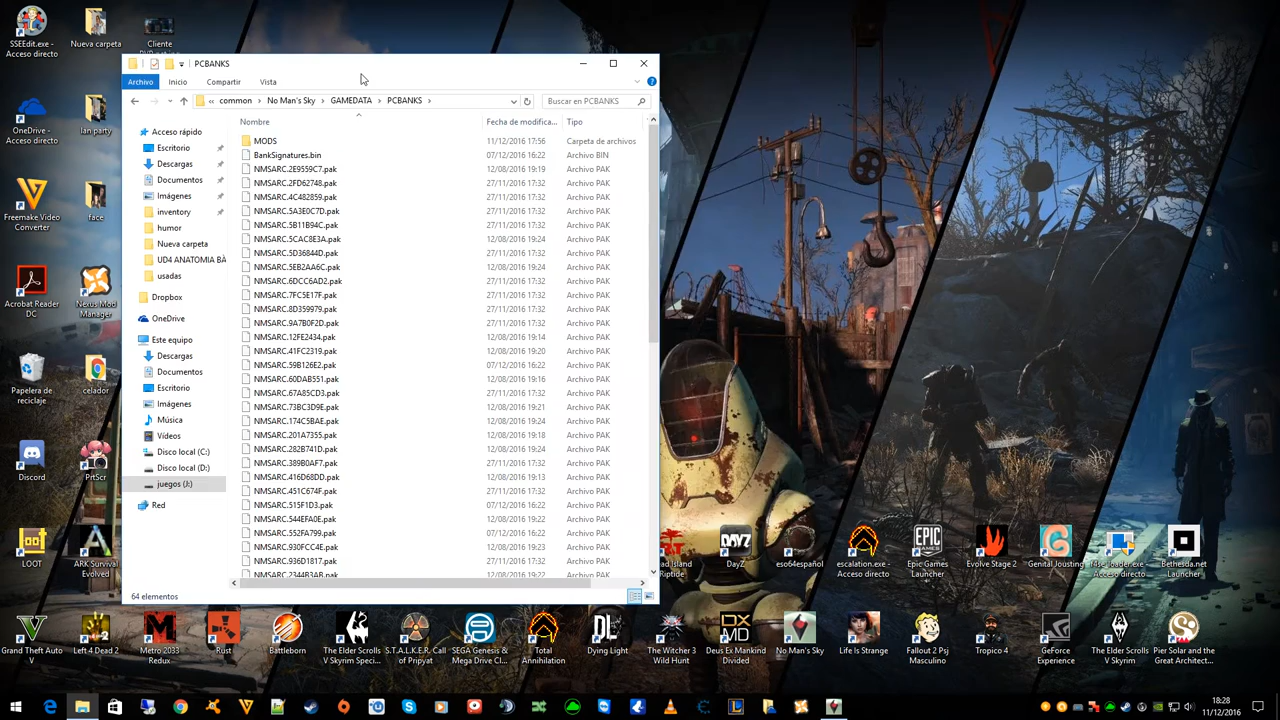 SSEEdit.exe -
Acceso directo
Nueva carpeta
Cliente
PCBANKS
Archivo
Inicio
Compartir
Vista
common
No Man's Sky
GAMEDATA
PCBANKS
Buscar en PCBANKS
Nombre
Fecha de modifica...
Tipo
MODS 11/12/2016 17:56 Carpeta de archivos
BankSignatures.bin 07/12/2016 16:22 Archivo BIN
NMSARC.2E9559C7.pak 12/08/2016 19:19 Archivo PAK
NMSARC.2FD62748.pak 27/11/2016 17:32 Archivo PAK
NMSARC.4C482859.pak 27/11/2016 17:32 Archivo PAK
NMSARC.5A3E0C7D.pak 27/11/2016 17:32 Archivo PAK
NMSARC.5B11B94C.pak 27/11/2016 17:32 Archivo PAK
NMSARC.5CAC8E3A.pak 12/08/2016 19:24 Archivo PAK
NMSARC.5D36844D.pak 27/11/2016 17:32 Archivo PAK
NMSARC.5EB2AA6C.pak 12/08/2016 19:24 Archivo PAK
NMSARC.6DCC6AD2.pak 27/11/2016 17:32 Archivo PAK
NMSARC.7FC5E17F.pak 27/11/2016 17:32 Archivo PAK
NMSARC.8D359979.pak 27/11/2016 17:32 Archivo PAK
NMSARC.9A7B0F2D.pak 27/11/2016 17:32 Archivo PAK
NMSARC.12FE2434.pak 12/08/2016 19:14 Archivo PAK
NMSARC.41FC2319.pak 12/08/2016 19:20 Archivo PAK
NMSARC.59B126E2.pak 07/12/2016 16:22 Archivo PAK
NMSARC.60DAB551.pak 12/08/2016 19:16 Archivo PAK
NMSARC.67A85CD3.pak 27/11/2016 17:32 Archivo PAK
NMSARC.73BC3D9E.pak 12/08/2016 19:21 Archivo PAK
NMSARC.174C5BAE.pak 12/08/2016 19:24 Archivo PAK
NMSARC.201A7355.pak 12/08/2016 19:18 Archivo PAK
NMSARC.282B741D.pak 12/08/2016 19:24 Archivo PAK
NMSARC.389B0AF7.pak 27/11/2016 17:32 Archivo PAK
NMSARC.416D68DD.pak 12/08/2016 19:13 Archivo PAK
NMSARC.451C674F.pak 27/11/2016 17:32 Archivo PAK
NMSARC.515F1D3.pak 07/12/2016 16:22 Archivo PAK
NMSARC.544EFA0E.pak 12/08/2016 19:22 Archivo PAK
NMSARC.552FA799.pak 07/12/2016 16:22 Archivo PAK
NMSARC.930FCC4E.pak 12/08/2016 19:23 Archivo PAK
NMSARC.936D1817.pak 27/11/2016 17:32 Archivo PAK
NMSARC.2344B3AB.pak 12/08/2016 19:22 Archivo PAK
Acceso rápido
Escritorio
Descargas
Documentos
Imágenes
inventory
humor
Nueva carpeta
UD4 ANATOMIA BÀ
usadas
Dropbox
OneDrive
Este equipo
Descargas
Documentos
Escritorio
Imágenes
Música
Vídeos
Disco local (C:)
Disco local (D:)
juegos (J:)
Red
64 elementos
OneDrive -
Acceso directo
lan party
Freemake Video
Converter
face
Acrobat Reader
DC
Nexus Mod
Manager
Papelera de
reciclaje
celador
Discord
PrtScr
LOOT
ARK Survival
Evolved
Riptide
DayZ
eso64español
escalation.exe -
Acceso directo
EPIC
GAMES
Epic Games
Launcher
Evolve Stage 2
Genital Jousting
f4se_loader.exe -
Acceso directo
Bethesda.net
Launcher
Grand Theft Auto
V
Left 4 Dead 2
Metro 2033
Redux
Rust
Battleborn
The Elder Scrolls
V Skyrim Speci...
S.T.A.L.K.E.R. Call
of Pripyat
SEGA Genesis &
Mega Drive Cl...
Total
Annihilation
DL
Dying Light
The Witcher 3
Wild Hunt
DX
MD
Deus Ex Mankind
Divided
No Man's Sky
Life Is Strange
Fallout 2 Psj
Masculino
Tropico 4
GeForce
Experience
The Elder Scrolls
V Skyrim
Pier Solar and the
Great Architect...
18:28
11/12/2016